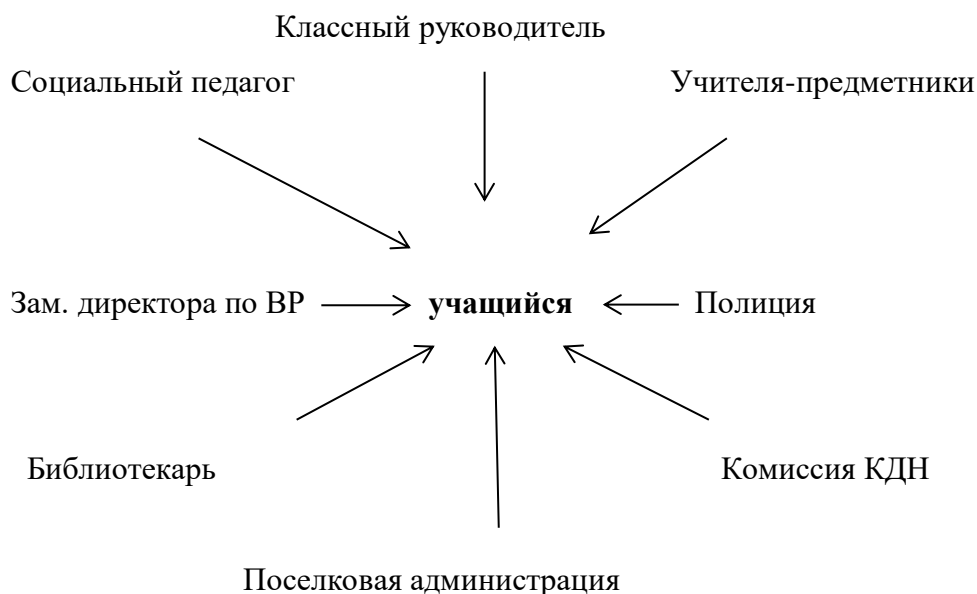 Классный руководитель
Социальный педагог
Учителя-предметники
Зам. директора по ВР
учащийся
Полиция
Библиотекарь
Комиссия КДН
Поселковая администрация